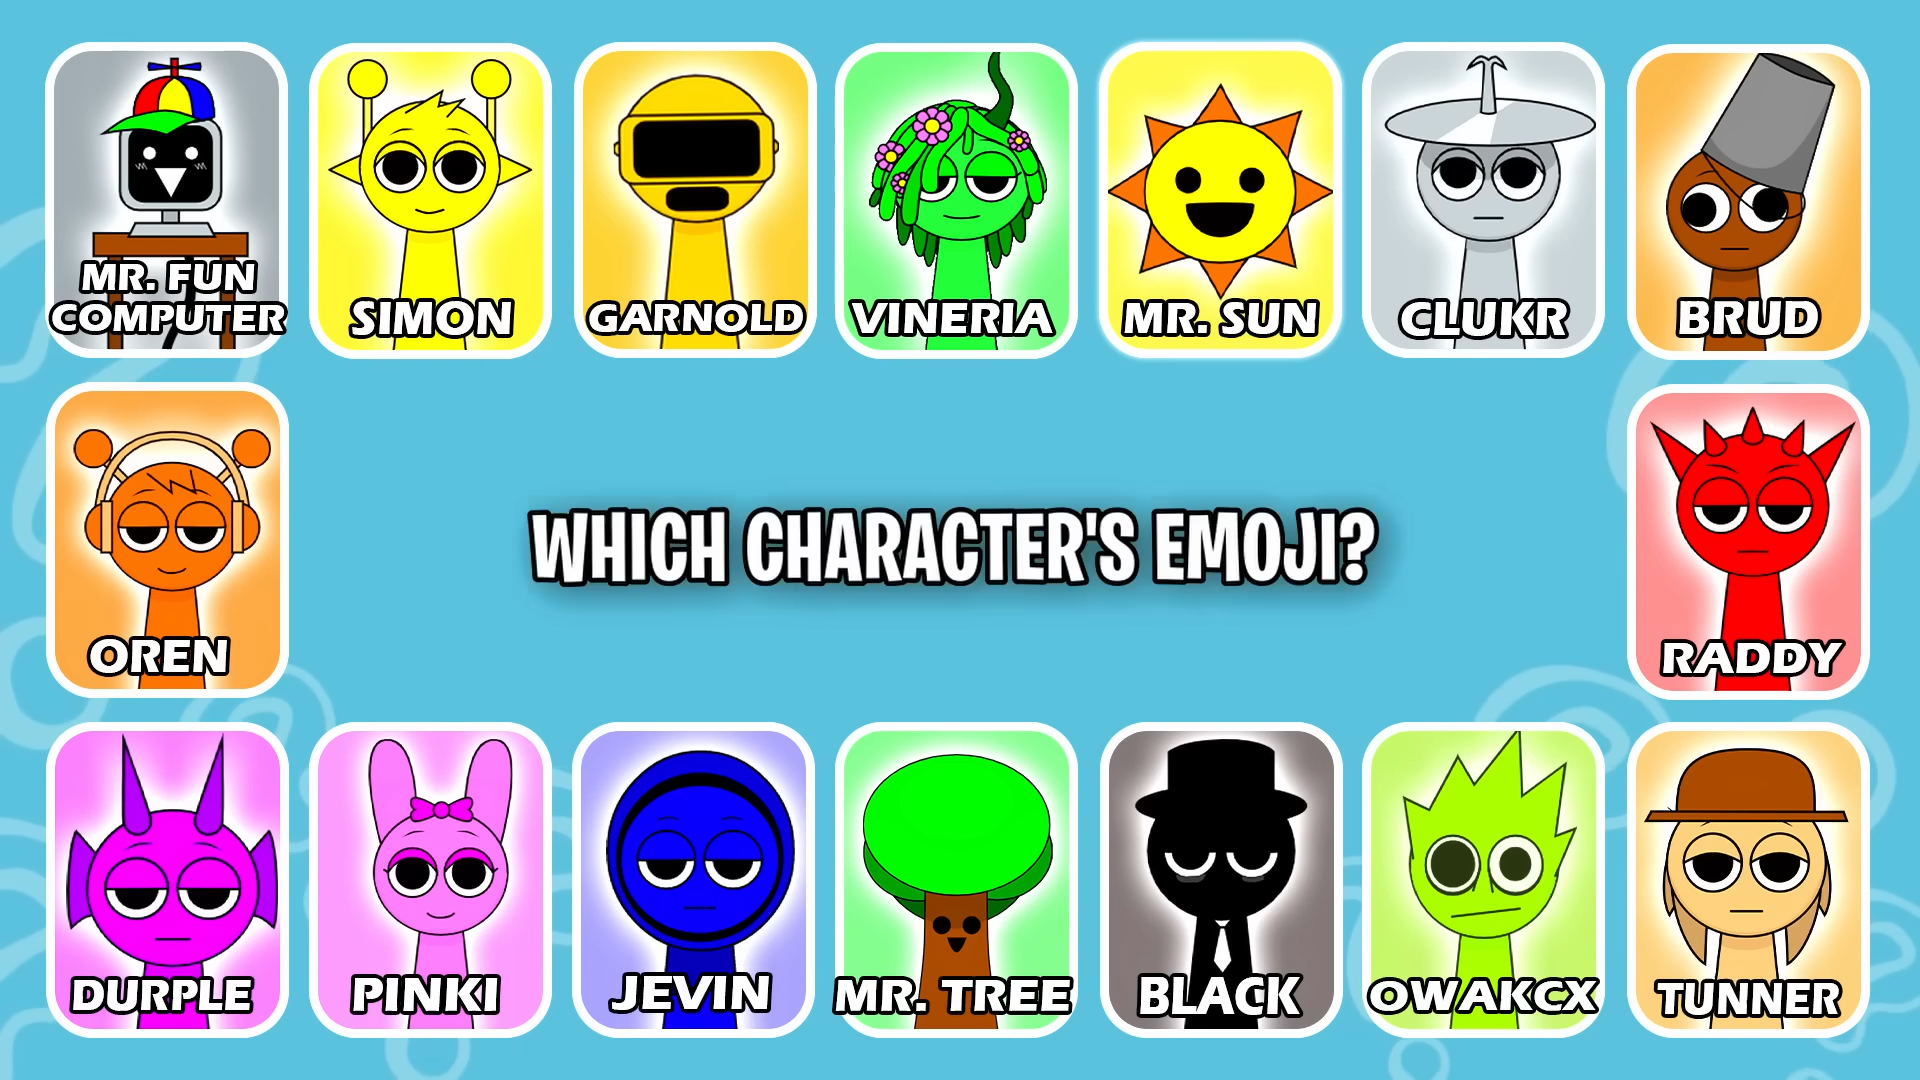 MR. FUN
COMPUTER
SIMON
GARNOLD
VINERIA
MR. SUN
CLUKR
BRUD
OREN
WHICH CHARACTER'S EMOJI?
RADDY
DURPLE
PINKI
JEVIN
MR. TREE
BLACK
OWAKCX
TUNNER